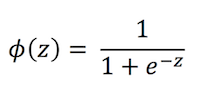 ϕ(z) = 1 / (1 + e^{-z})